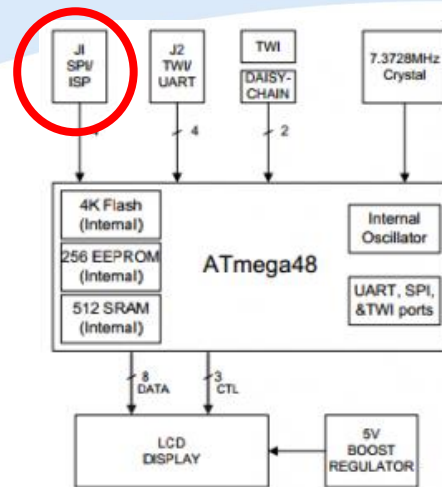 J1
SPI/
ISP
J2
TWI/
UART
TWI
DAISY-
CHAIN
7.3728MHz
Crystal
4
2
4K Flash
(Internal)
256 EEPROM
(Internal)
512 SRAM
(Internal)
ATmega48
Internal
Oscillator
UART, SPI,
&TWI ports
8
DATA
3
CTL
LCD
DISPLAY
5V
BOOST
REGULATOR